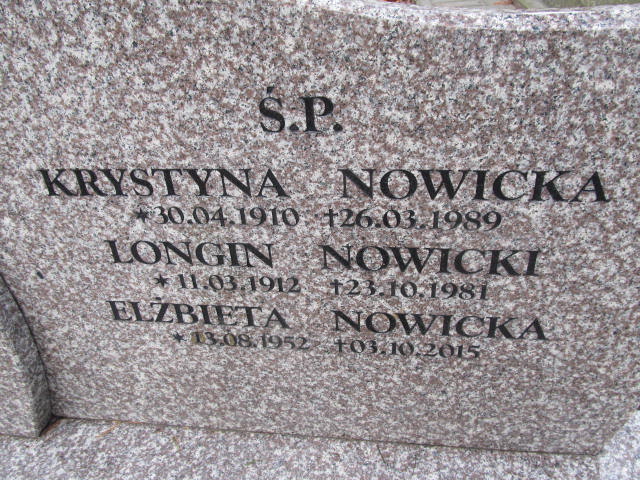 Ś.P.
KRYSTYNA NOWICKA
*30.04.1910 †26.03.1989
LONGIN NOWICKI
*11.03.1912 †23.10.1981
ELŻBIETA NOWICKA
*13.08.1952 †03.10.2015